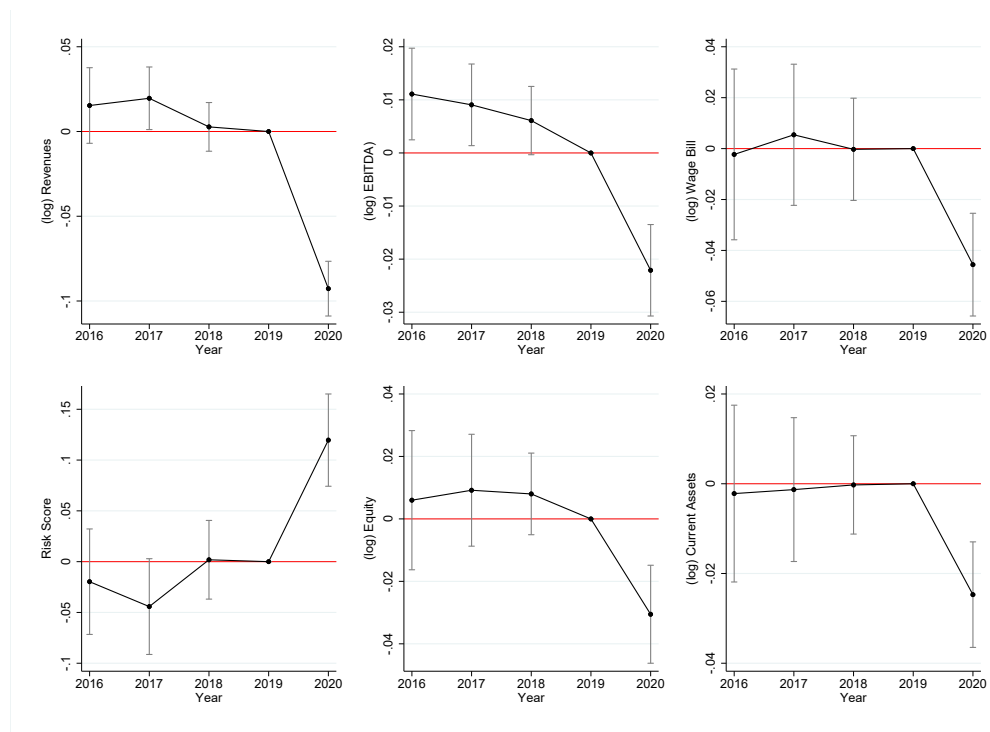 (log) Revenues
.05
0
-.05
-.1
2016 2017 2018 2019 2020
Year
(log) EBITDA)
.02
.01
0
-.01
-.02
-.03
2016 2017 2018 2019 2020
Year
(log) Wage Bill
.04
.02
0
-.02
-.04
-.06
2016 2017 2018 2019 2020
Year
Risk Score
.15
.1
.05
0
-.05
-.1
2016 2017 2018 2019 2020
Year
(log) Equity
.04
.02
0
-.02
-.04
2016 2017 2018 2019 2020
Year
(log) Current Assets
.02
0
-.02
-.04
2016 2017 2018 2019 2020
Year